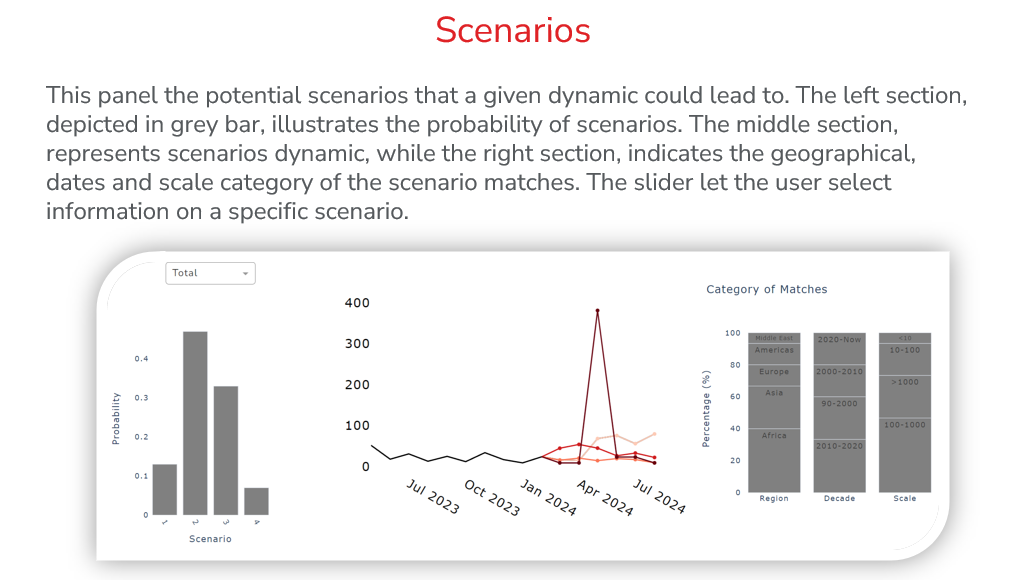 Scenarios
This panel the potential scenarios that a given dynamic could lead to. The left section,
depicted in grey bar, illustrates the probability of scenarios. The middle section,
represents scenarios dynamic, while the right section, indicates the geographical,
dates and scale category of the scenario matches. The slider let the user select
information on a specific scenario.
Total
Probability
0.4
0.3
0.2
0.1
0
1
2
3
4
Scenario
400
300
200
100
0
Jul 2023
Oct 2023
Jan 2024
Apr 2024
Jul 2024
Category of Matches
Percentage (%)
100
80
60
40
20
0
Middle East
Americas
Europe
Asia
Africa
Region
2020-Now
2000-2010
90-2000
2010-2020
Decade
<10
10-100
>1000
100-1000
Scale